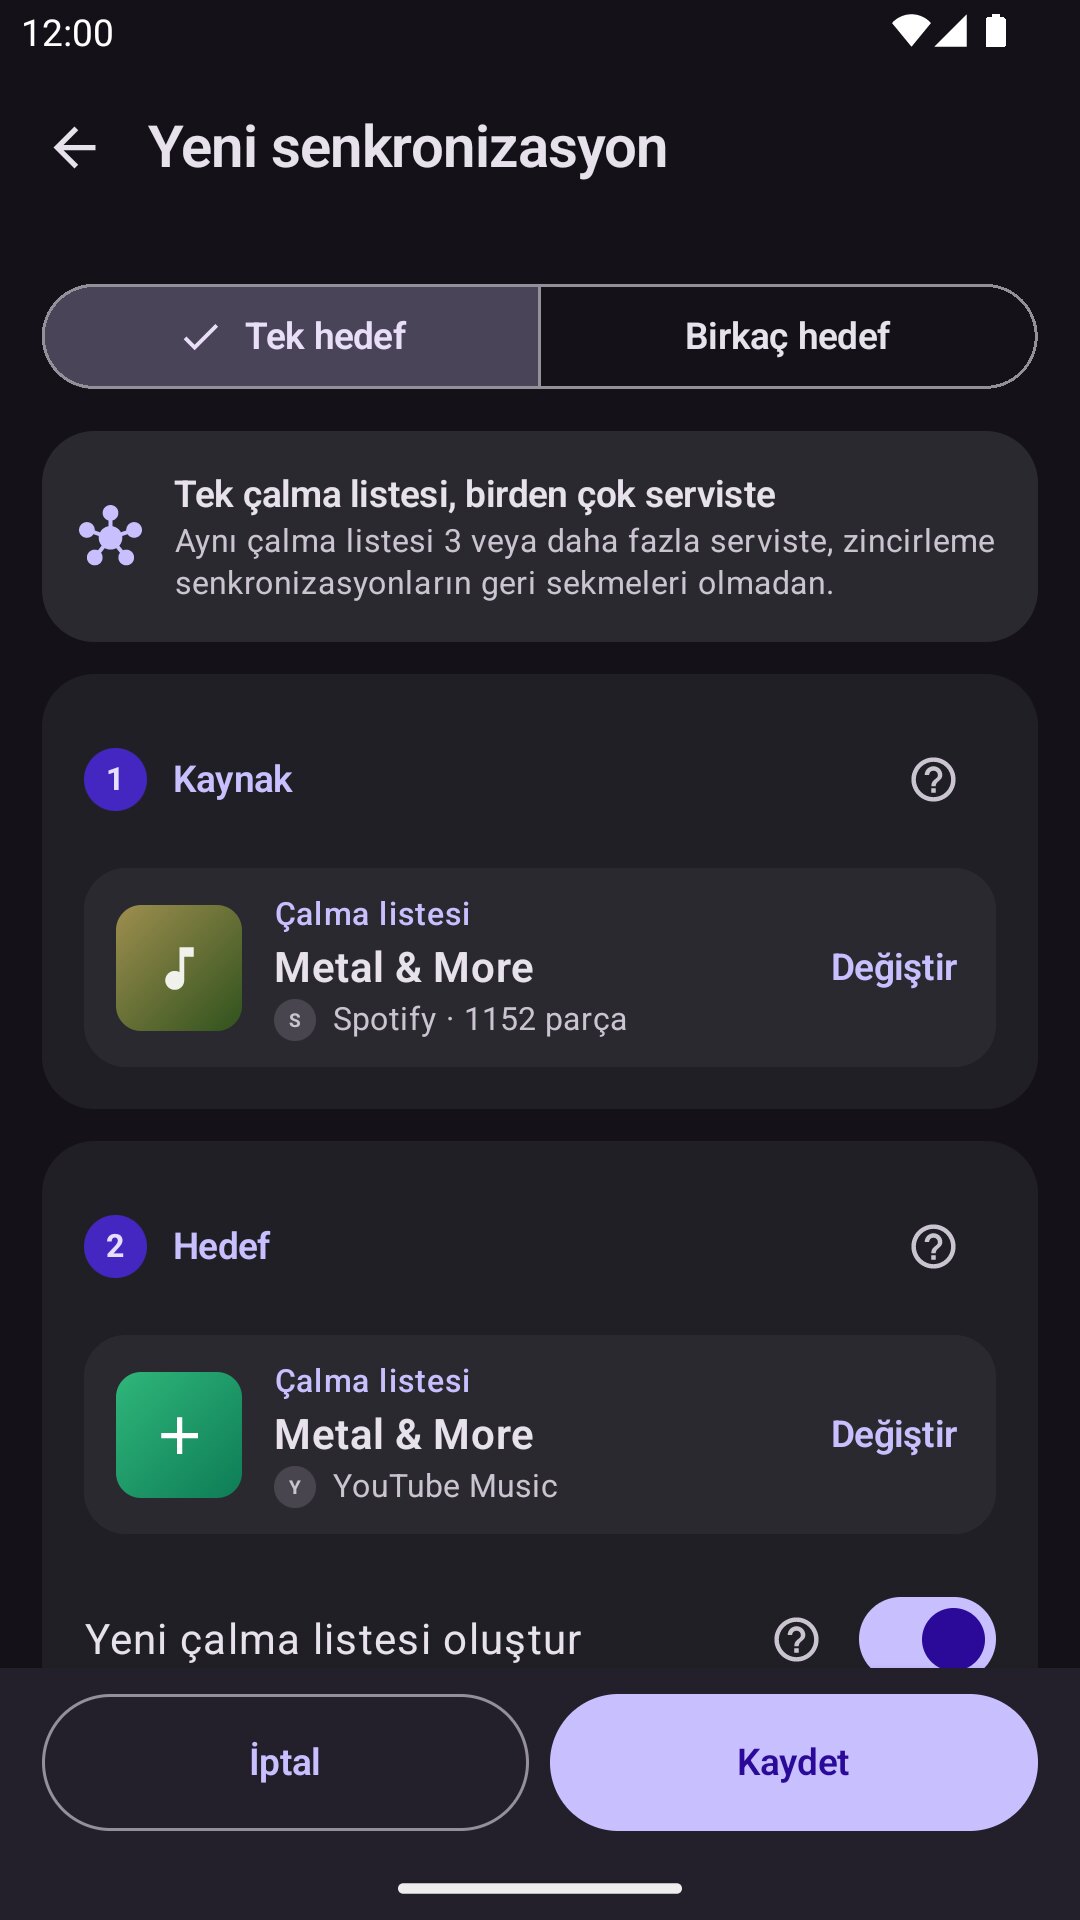 12:00
Yeni senkronizasyon
Tek hedef
Birkaç hedef
Tek çalma listesi, birden çok serviste
Aynı çalma listesi 3 veya daha fazla serviste, zincirleme
senkronizasyonların geri sekmeleri olmadan.
1 Kaynak
Çalma listesi
Metal & More
S Spotify · 1152 parça
Değiştir
2 Hedef
Çalma listesi
Metal & More
Y YouTube Music
Değiştir
Yeni çalma listesi oluştur
İptal
Kaydet